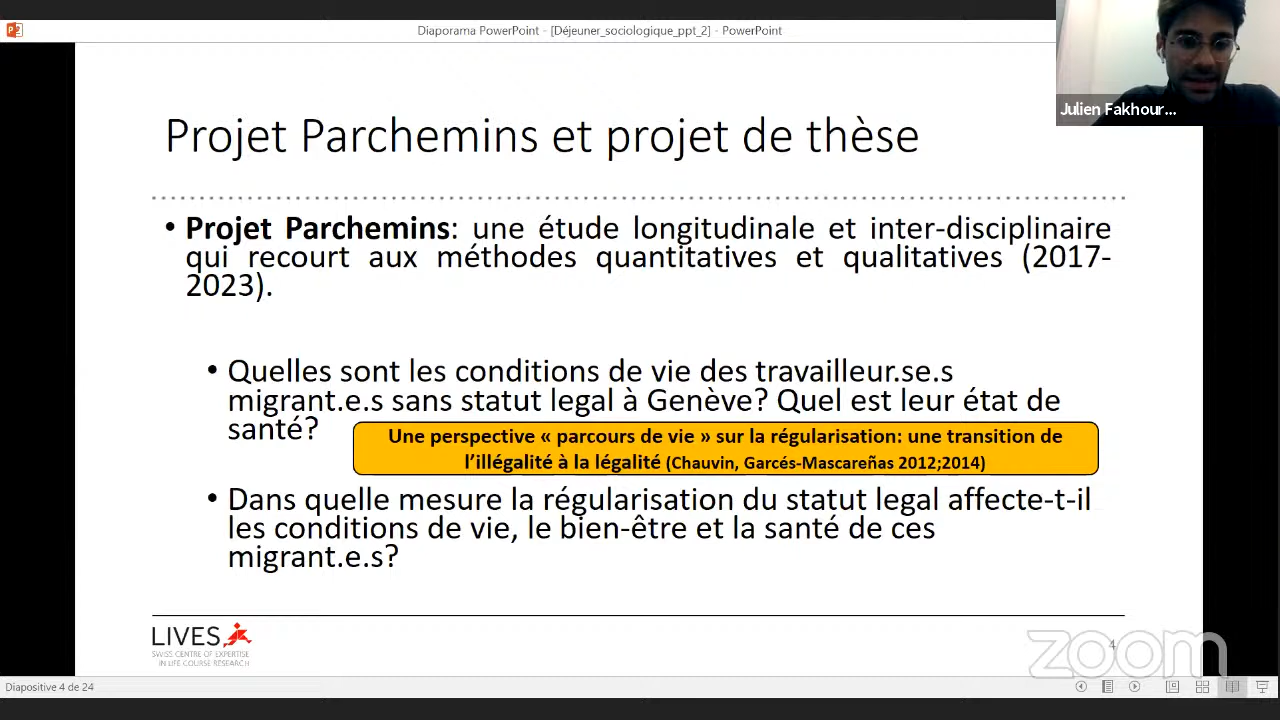 Diaporama PowerPoint - [Déjeuner_sociologique_ppt_2] - PowerPoint
Julien Fakhour...
Projet Parchemins et projet de thèse
• Projet Parchemins: une étude longitudinale et inter-disciplinaire
qui recourt aux méthodes quantitatives et qualitatives (2017-
2023).
• Quelles sont les conditions de vie des travailleur.se.s
migrant.e.s sans statut legal à Genève? Quel est leur état de
santé?
Une perspective « parcours de vie » sur la régularisation: une transition de
l’illégalité à la légalité (Chauvin, Garcés-Mascareñas 2012;2014)
• Dans quelle mesure la régularisation du statut legal affecte-t-il
les conditions de vie, le bien-être et la santé de ces
migrant.e.s?
LIVES
SWISS CENTRE OF EXPERTISE
IN LIFE COURSE RESEARCH
4
zoom
Diapositive 4 de 24